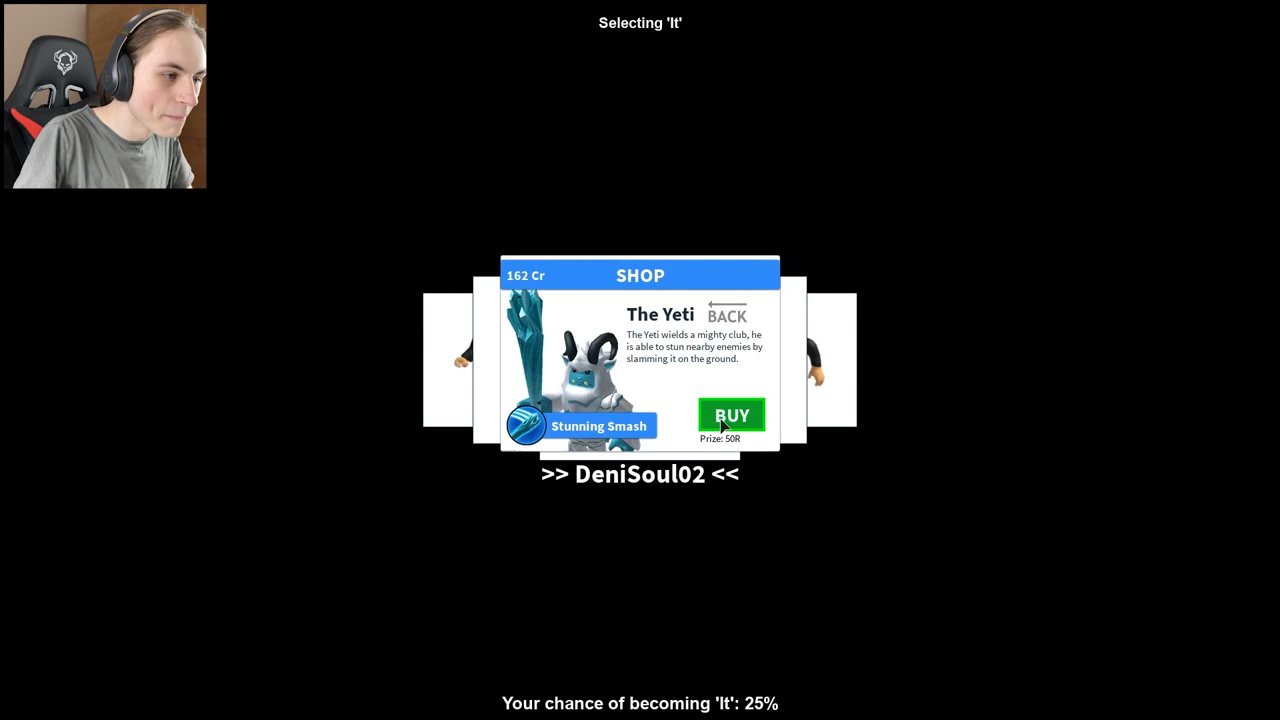 Selecting 'It'
162 Cr
SHOP
The Yeti
BACK
The Yeti wields a mighty club, he
is able to stun nearby enemies by
slamming it on the ground.
Stunning Smash
BUY
Prize: 50R
>> DeniSoul02 <<
Your chance of becoming 'It': 25%